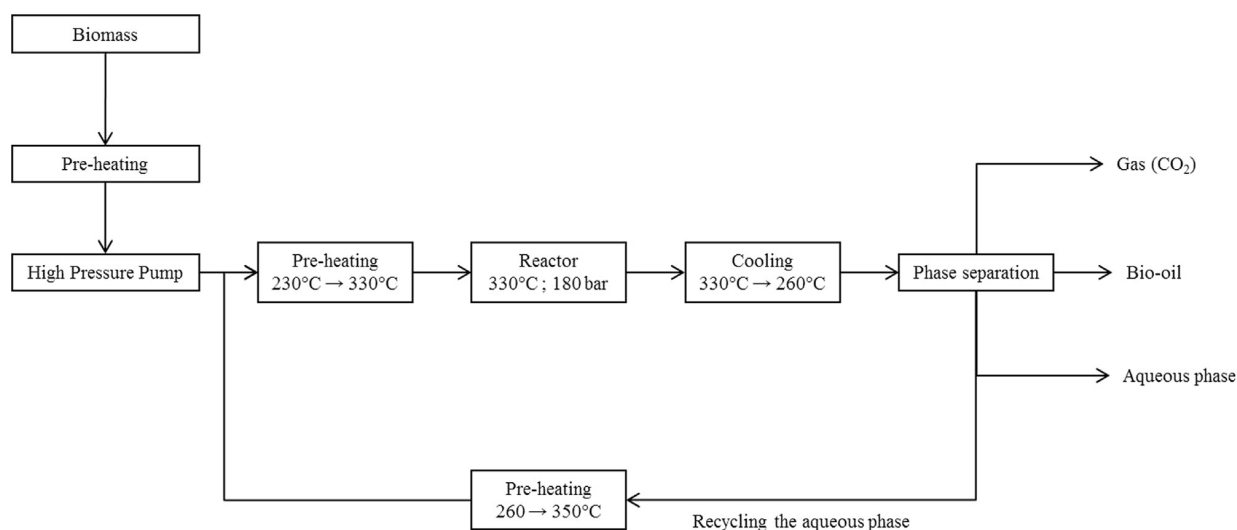 Biomass
Pre-heating
High Pressure Pump
Pre-heating
230°C → 330°C
Reactor
330°C ; 180 bar
Cooling
330°C → 260°C
Phase separation
Gas (CO₂)
Bio-oil
Aqueous phase
Pre-heating
260 → 350°C
Recycling the aqueous phase